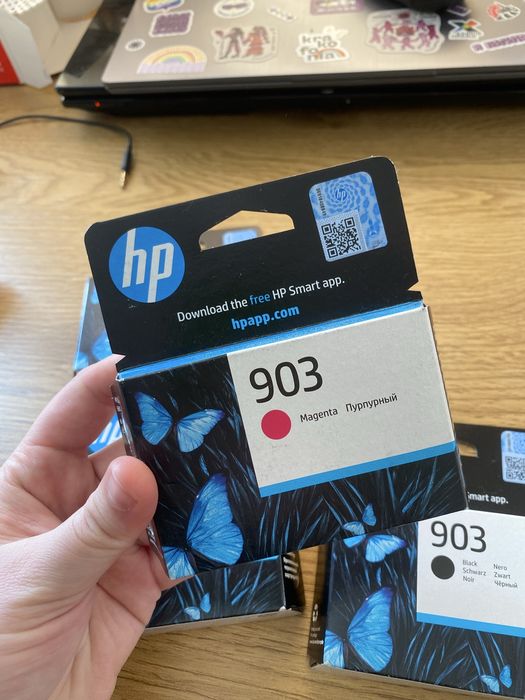 hp
hp
Download the free HP Smart app.
hpapp.com
903
Magenta Пурпурный
Smart app.
903
Black Nero
Schwarz Zwart
Noir Чёрный